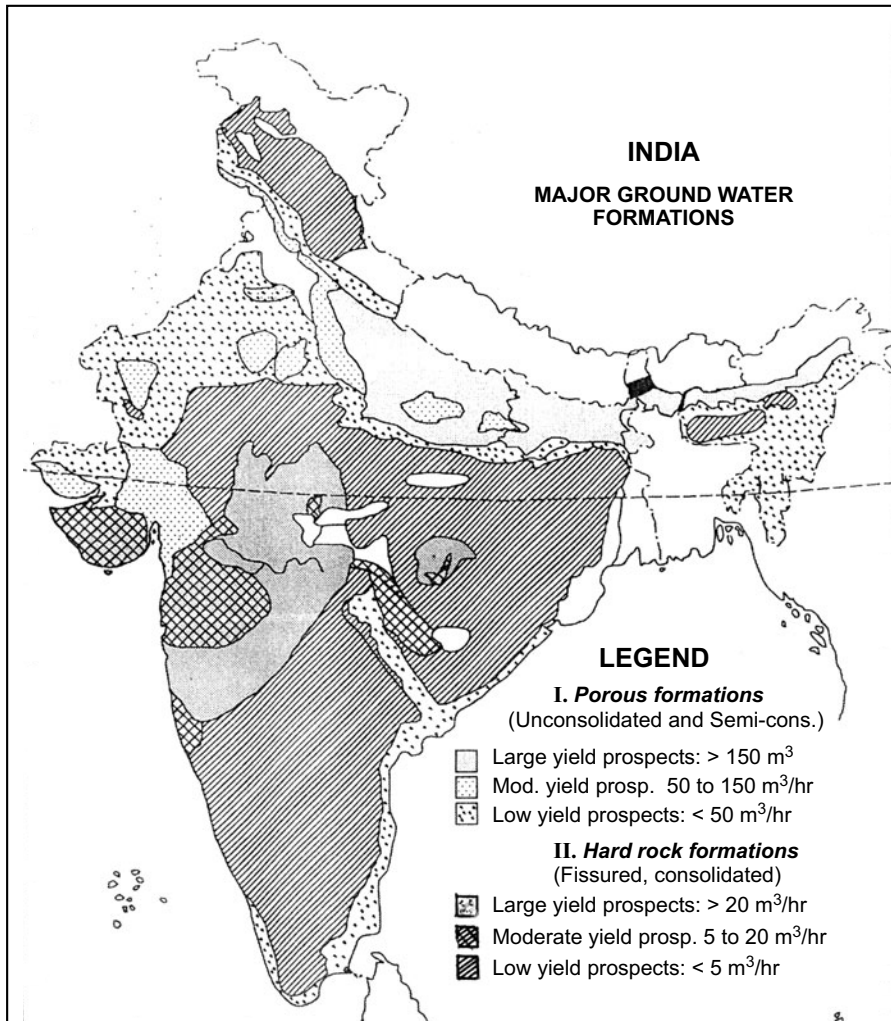 INDIA
MAJOR GROUND WATER
FORMATIONS
LEGEND
I. Porous formations
(Unconsolidated and Semi-cons.)
Large yield prospects: > 150 m³
Mod. yield prosp. 50 to 150 m³/hr
Low yield prospects: < 50 m³/hr
II. Hard rock formations
(Fissured, consolidated)
Large yield prospects: > 20 m³/hr
Moderate yield prosp. 5 to 20 m³/hr
Low yield prospects: < 5 m³/hr